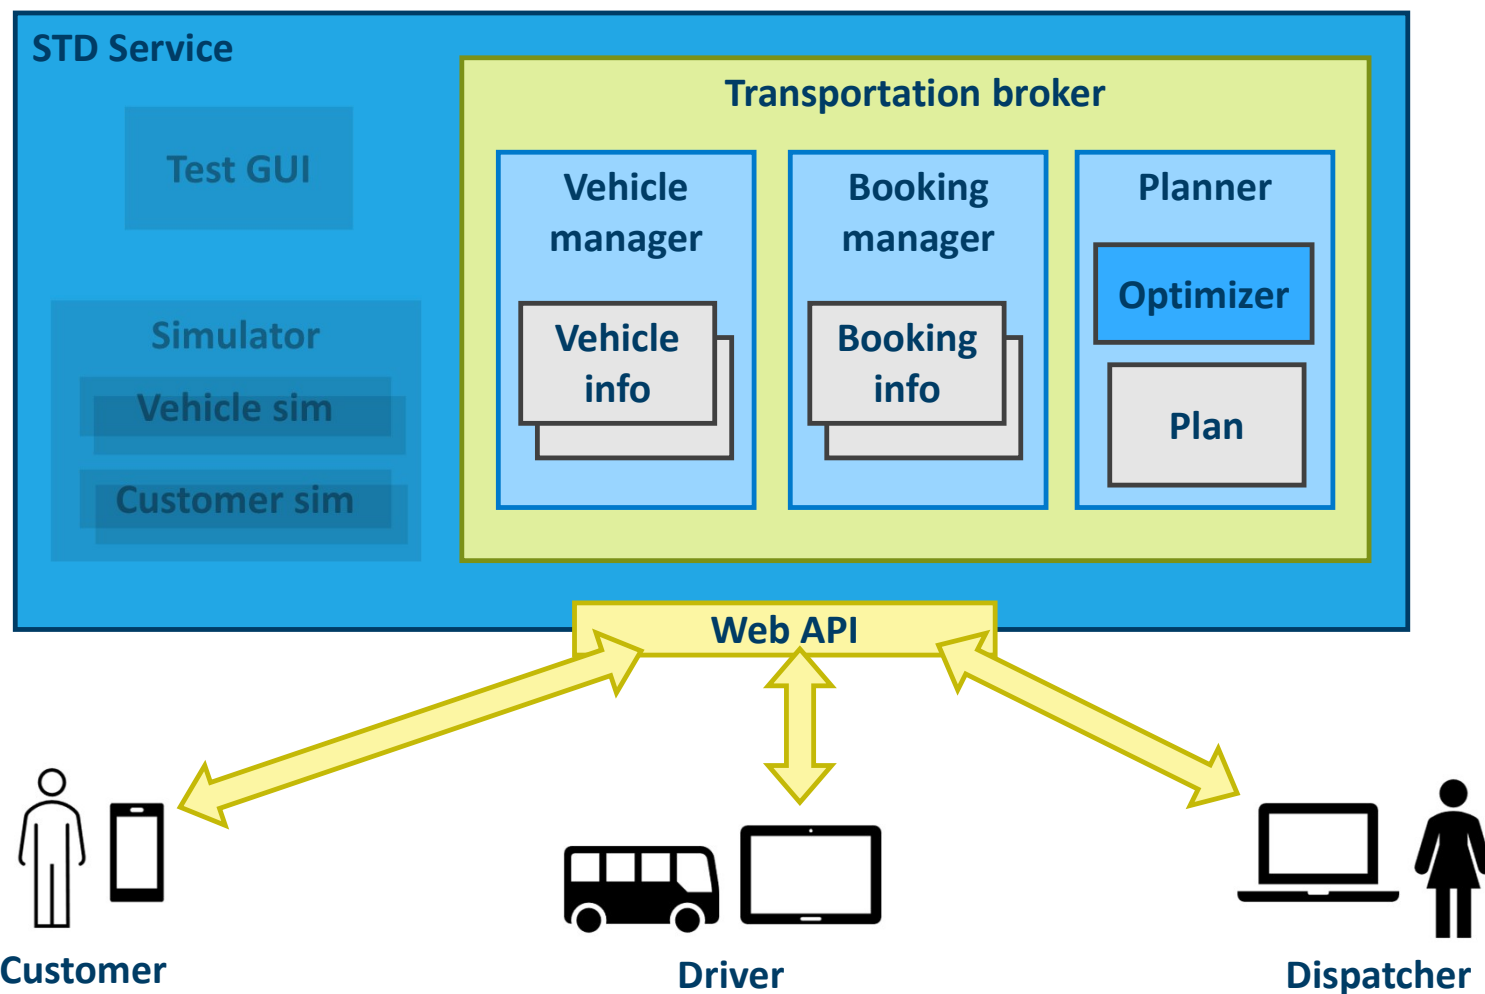 STD Service
Transportation broker
Test GUI
Vehicle
manager
Booking
manager
Planner
Optimizer
Simulator
Vehicle
info
Booking
info
Vehicle sim
Plan
Customer sim
Web API
Customer
Driver
Dispatcher